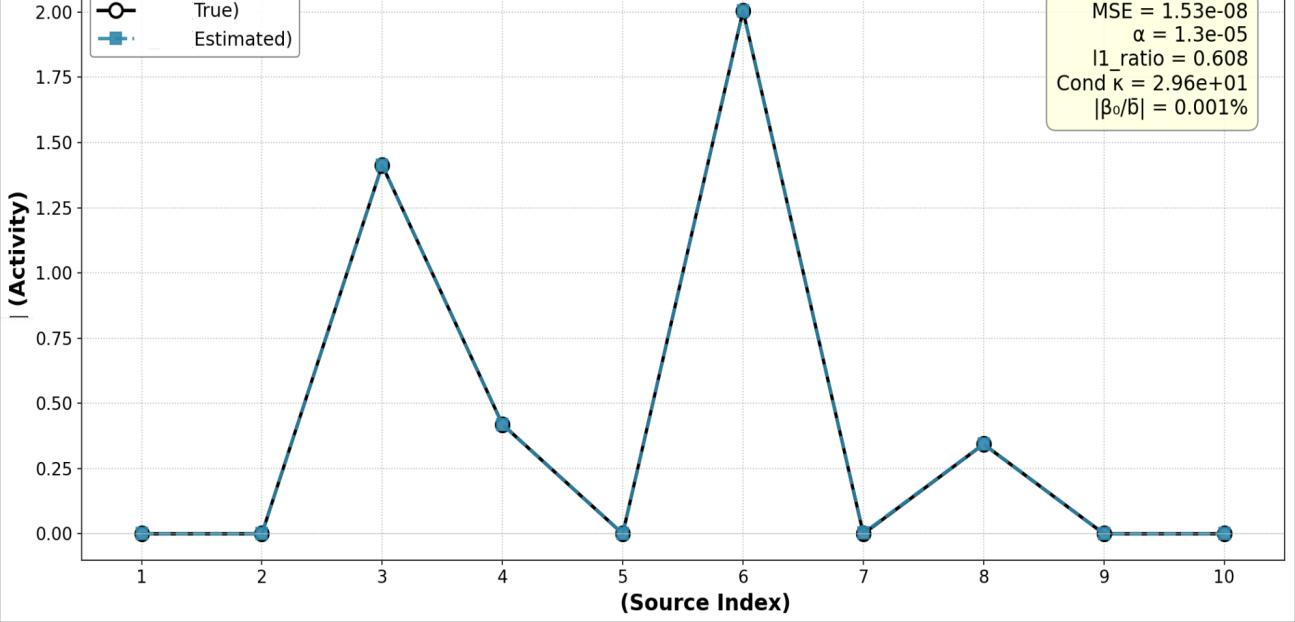 True)
Estimated)
MSE = 1.53e-08
α = 1.3e-05
l1_ratio = 0.608
Cond κ = 2.96e+01
|β₀/b̄| = 0.001%
| (Activity)
2.00
1.75
1.50
1.25
1.00
0.75
0.50
0.25
0.00
1 2 3 4 5 6 7 8 9 10
(Source Index)